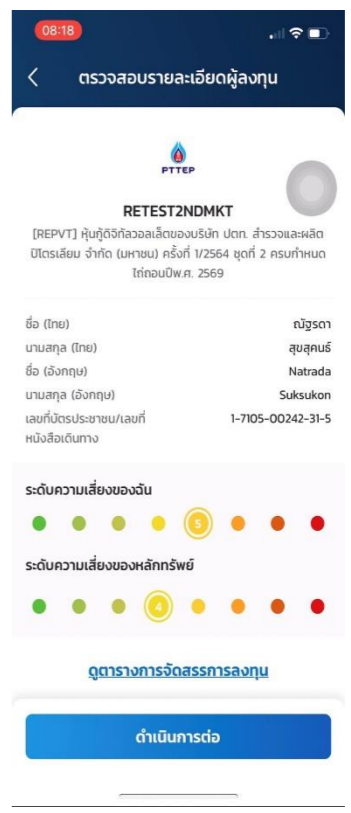 08:18
ตรวจสอบรายละเอียดผู้ลงทุน
PTTEP
RETEST2NDMKT
[REPVT] หุ้นกู้ดิจิทัลวอลเล็ตของบริษัท ปตท. สำรวจและผลิต
ปิโตรเลียม จำกัด (มหาชน) ครั้งที่ 1/2564 ชุดที่ 2 ครบกำหนด
ไถ่ถอนปีพ.ศ. 2569
ชื่อ (ไทย) ณัฐรดา
นามสกุล (ไทย) สุขสุคนธ์
ชื่อ (อังกฤษ) Natrada
นามสกุล (อังกฤษ) Suksukon
เลขที่บัตรประชาชน/เลขที่ 1-7105-00242-31-5
หนังสือเดินทาง
ระดับความเสี่ยงของฉัน
5
ระดับความเสี่ยงของหลักทรัพย์
4
ดูตารางการจัดสรรการลงทุน
ดำเนินการต่อ